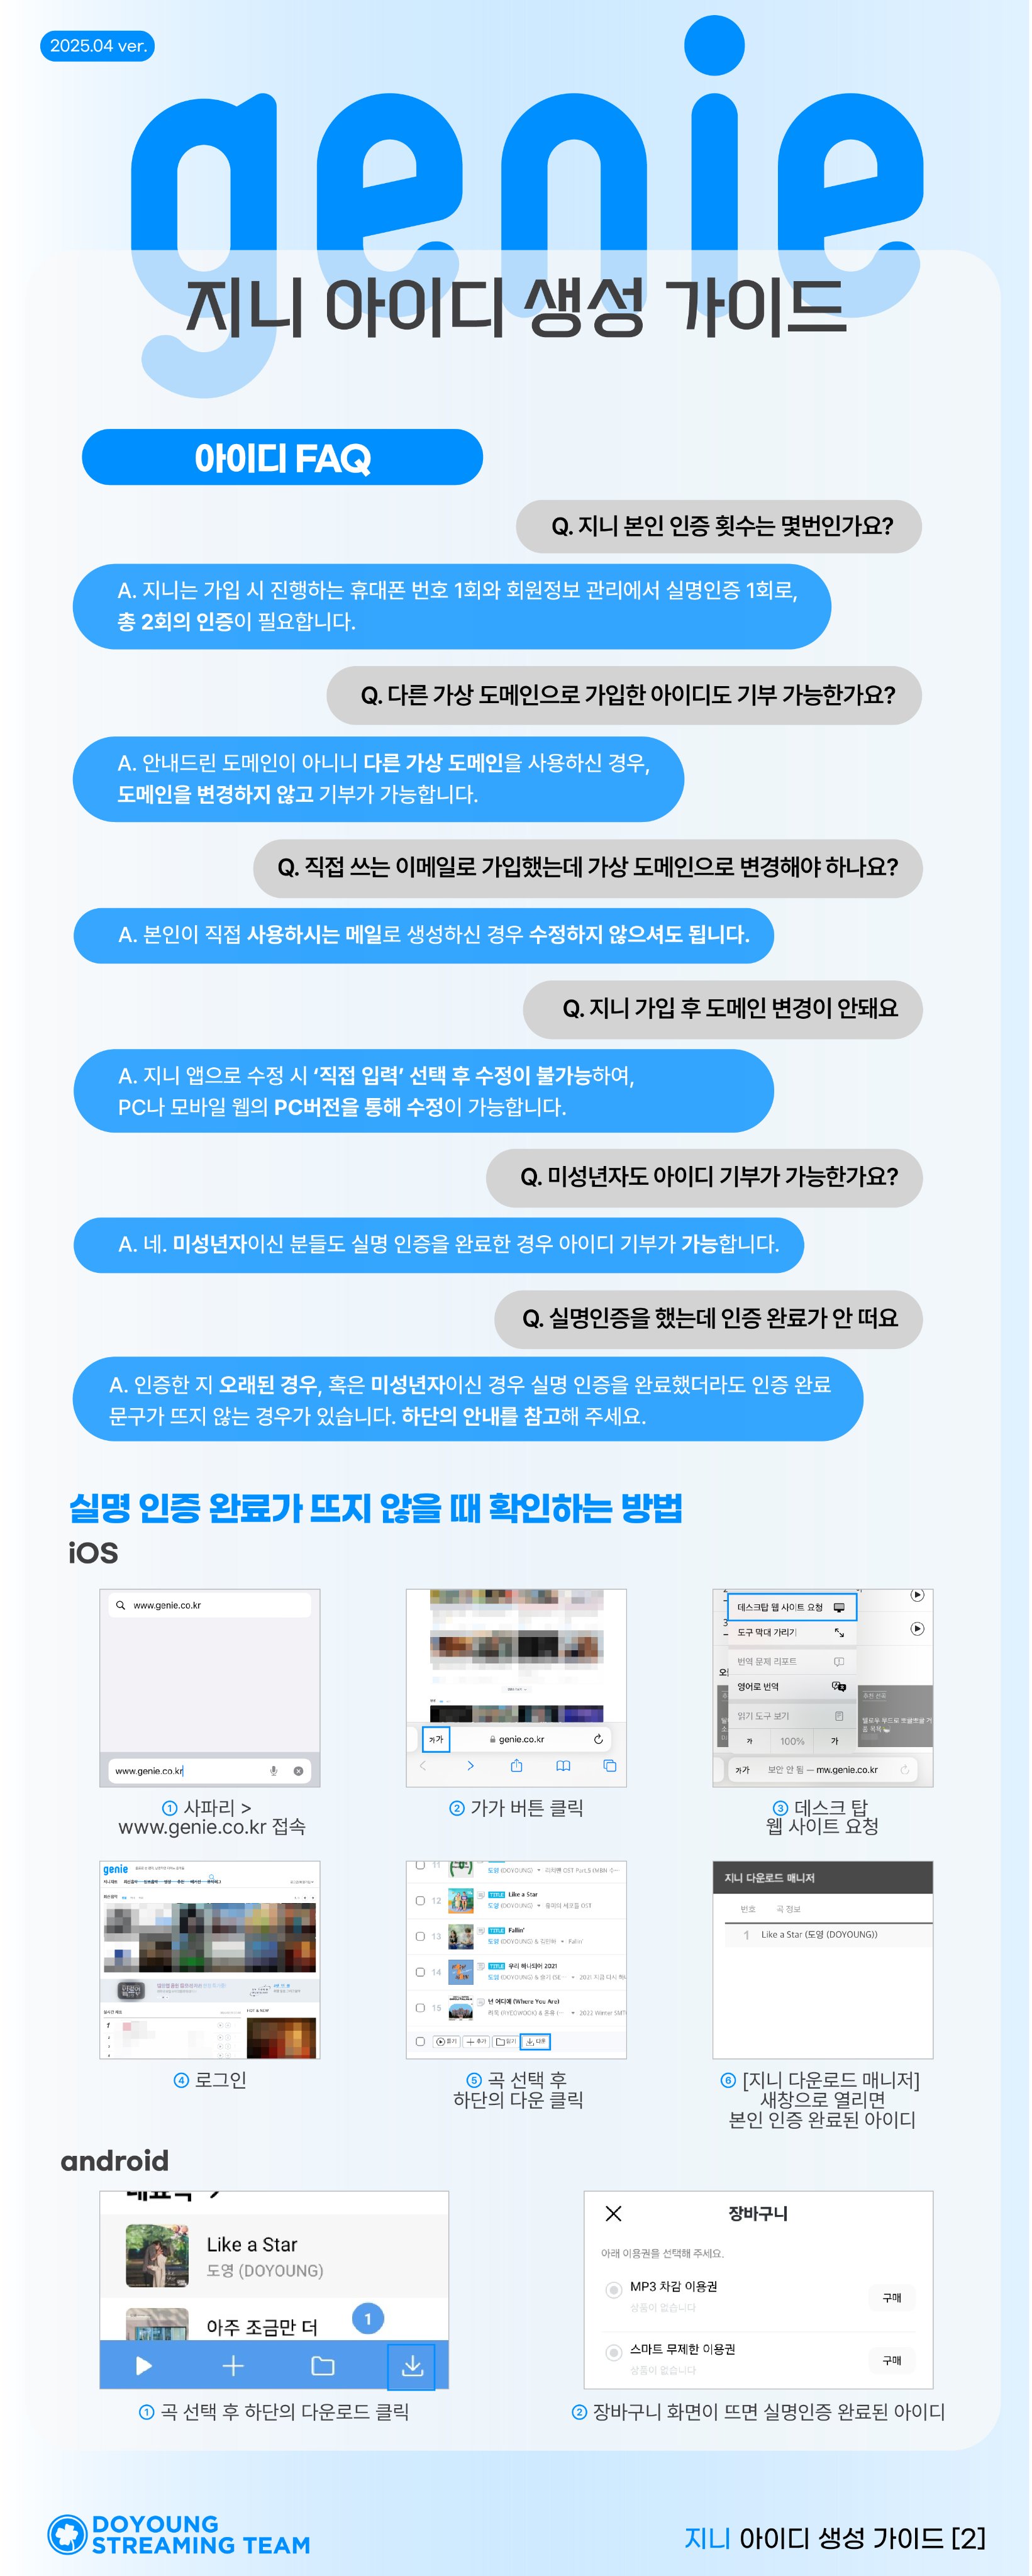 2025.04 ver.
genie
지니 아이디 생성 가이드
아이디 FAQ
Q. 지니 본인 인증 횟수는 몇번인가요?
A. 지니는 가입 시 진행하는 휴대폰 번호 1회와 회원정보 관리에서 실명인증 1회로,
총 2회의 인증이 필요합니다.
Q. 다른 가상 도메인으로 가입한 아이디도 기부 가능한가요?
A. 안내드린 도메인이 아니니 다른 가상 도메인을 사용하신 경우,
도메인을 변경하지 않고 기부가 가능합니다.
Q. 직접 쓰는 이메일로 가입했는데 가상 도메인으로 변경해야 하나요?
A. 본인이 직접 사용하시는 메일로 생성하신 경우 수정하지 않으셔도 됩니다.
Q. 지니 가입 후 도메인 변경이 안돼요
A. 지니 앱으로 수정 시 ‘직접 입력’ 선택 후 수정이 불가능하여,
PC나 모바일 웹의 PC버전을 통해 수정이 가능합니다.
Q. 미성년자도 아이디 기부가 가능한가요?
A. 네. 미성년자이신 분들도 실명 인증을 완료한 경우 아이디 기부가 가능합니다.
Q. 실명인증을 했는데 인증 완료가 안 떠요
A. 인증한 지 오래된 경우, 혹은 미성년자이신 경우 실명 인증을 완료했더라도 인증 완료
문구가 뜨지 않는 경우가 있습니다. 하단의 안내를 참고해 주세요.
실명 인증 완료가 뜨지 않을 때 확인하는 방법
iOS
www.genie.co.kr
www.genie.co.kr
① 사파리 >
www.genie.co.kr 접속
가가
genie.co.kr
② 가가 버튼 클릭
데스크탑 웹 사이트 요청
도구 막대 가리기
번역 문제 리포트
영어로 번역
읽기 도구 보기
가 100% 가
가가 보안 안 됨 — mw.genie.co.kr
③ 데스크 탑
웹 사이트 요청
genie
④ 로그인
11
도영 (DOYOUNG)
12 TITLE Like a Star
도영 (DOYOUNG)
13 TITLE Fallin'
도영 (DOYOUNG) & 김민하 • Fallin'
14 TITLE 우리 하나되어 2021
도영 (DOYOUNG) & 슬기 (SE…
15 넌 어디에 (Where You Are)
려욱 (RYEOWOOK) & 온유 (… • 2022 Winter SMT
듣기 추가 담기 다운
⑤ 곡 선택 후
하단의 다운 클릭
지니 다운로드 매니저
번호 곡 정보
1 Like a Star (도영 (DOYOUNG))
⑥ [지니 다운로드 매니저]
새창으로 열리면
본인 인증 완료된 아이디
android
대표곡 >
Like a Star
도영 (DOYOUNG)
아주 조금만 더
1
① 곡 선택 후 하단의 다운로드 클릭
장바구니
아래 이용권을 선택해 주세요.
MP3 차감 이용권
상품이 없습니다
구매
스마트 무제한 이용권
상품이 없습니다
구매
② 장바구니 화면이 뜨면 실명인증 완료된 아이디
DOYOUNG
STREAMING TEAM
지니 아이디 생성 가이드 [2]